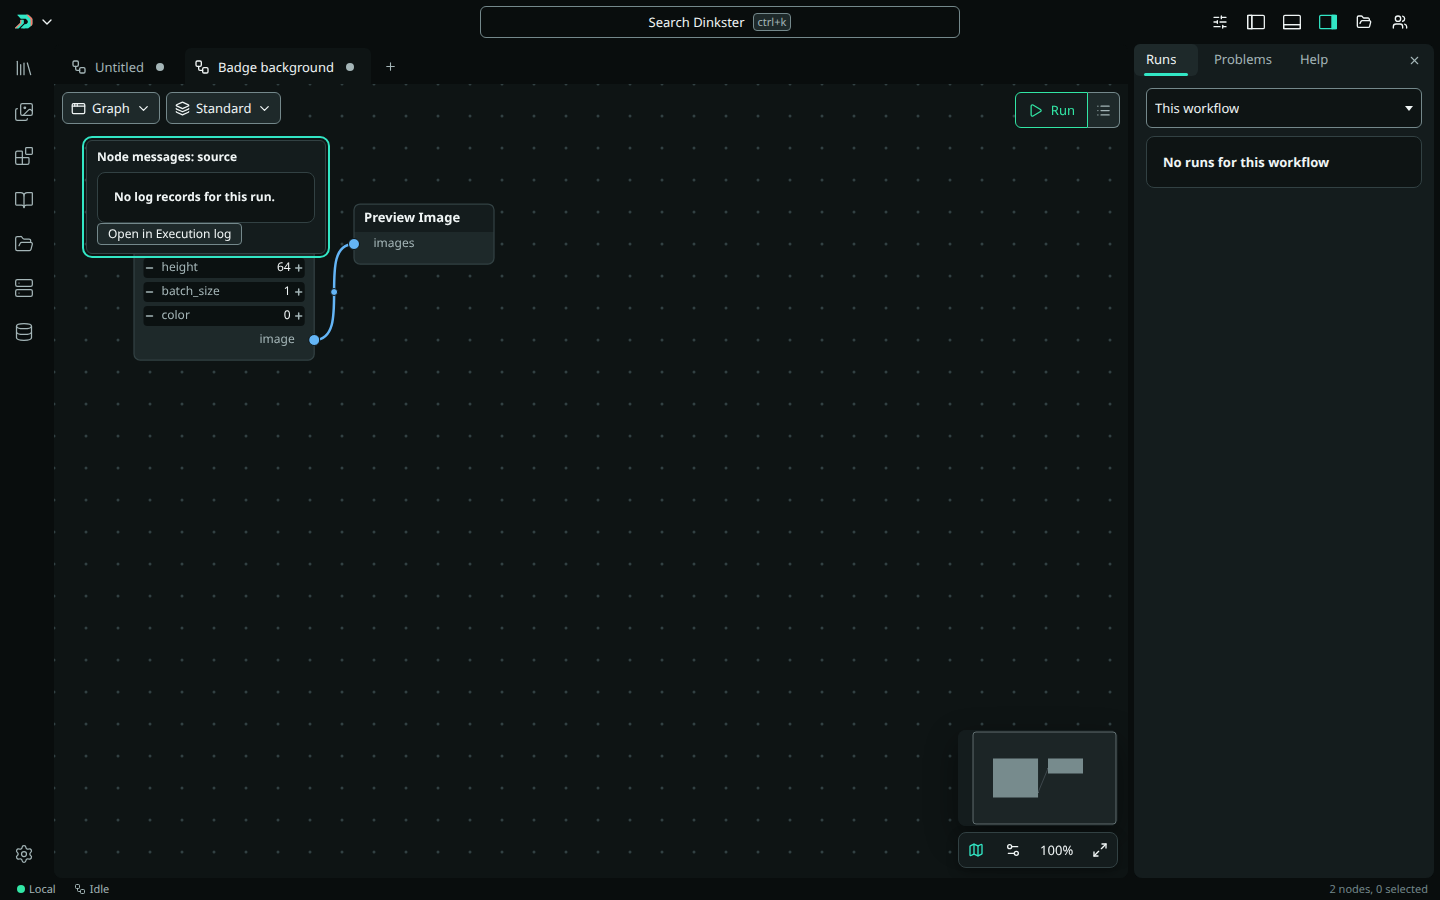 Search Dinkster ctrl+k
Untitled
Badge background
Runs
Problems
Help
Graph
Standard
Run
This workflow
No runs for this workflow
Node messages: source
No log records for this run.
Open in Execution log
Preview Image
images
height 64
batch_size 1
color 0
image
100%
Local
Idle
2 nodes, 0 selected